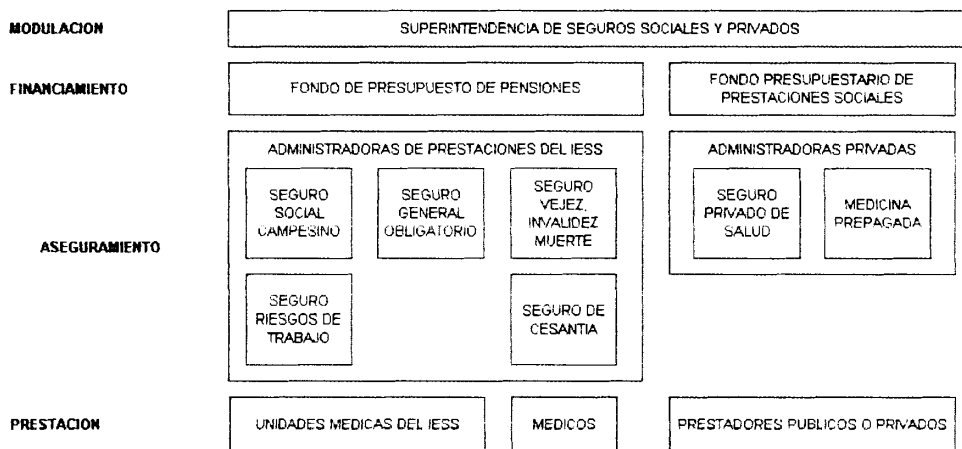 MODULACION
SUPERINTENDENCIA DE SEGUROS SOCIALES Y PRIVADOS
FINANCIAMIENTO
FONDO DE PRESUPUESTO DE PENSIONES
FONDO PRESUPUESTARIO DE
PRESTACIONES SOCIALES
ASEGURAMIENTO
ADMINISTRADORAS DE PRESTACIONES DEL IESS
SEGURO
SOCIAL
CAMPESINO
SEGURO
GENERAL
OBLIGATORIO
SEGURO
VEJEZ,
INVALIDEZ
MUERTE
SEGURO
RIESGOS DE
TRABAJO
SEGURO DE
CESANTIA
ADMINISTRADORAS PRIVADAS
SEGURO
PRIVADO DE
SALUD
MEDICINA
PREPAGADA
PRESTACION
UNIDADES MEDICAS DEL IESS
MEDICOS
PRESTADORES PUBLICOS O PRIVADOS